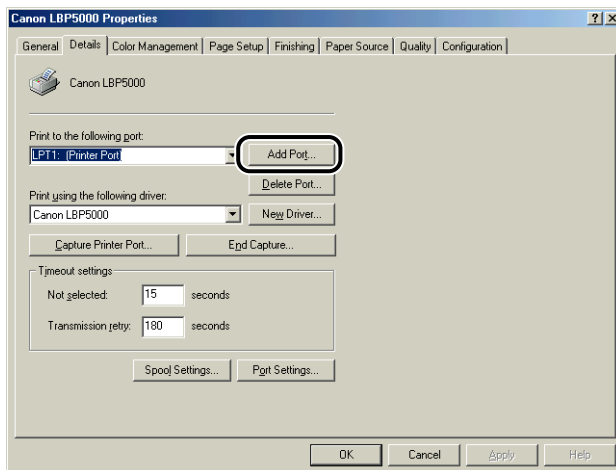 Canon LBP5000 Properties
General Details Color Management Page Setup Finishing Paper Source Quality Configuration
Canon LBP5000
Print to the following port:
LPT1: (Printer Port) Add Port...
Delete Port...
Print using the following driver:
Canon LBP5000 New Driver...
Capture Printer Port... End Capture...
Timeout settings
Not selected: 15 seconds
Transmission retry: 180 seconds
Spool Settings... Port Settings...
OK Cancel Apply Help